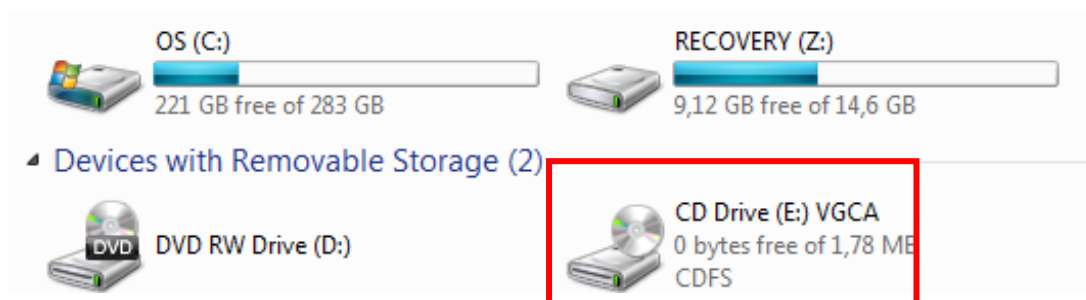 OS (C:)
221 GB free of 283 GB
RECOVERY (Z:)
9,12 GB free of 14,6 GB
Devices with Removable Storage (2)
DVD
DVD RW Drive (D:)
CD Drive (E:) VGCA
0 bytes free of 1,78 MB
CDFS